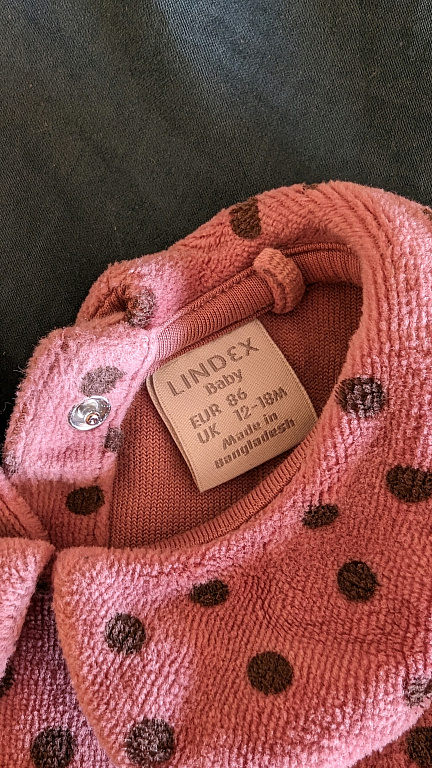 LINDEX
Baby
EUR 86
UK 12-18M
Made in
Bangladesh